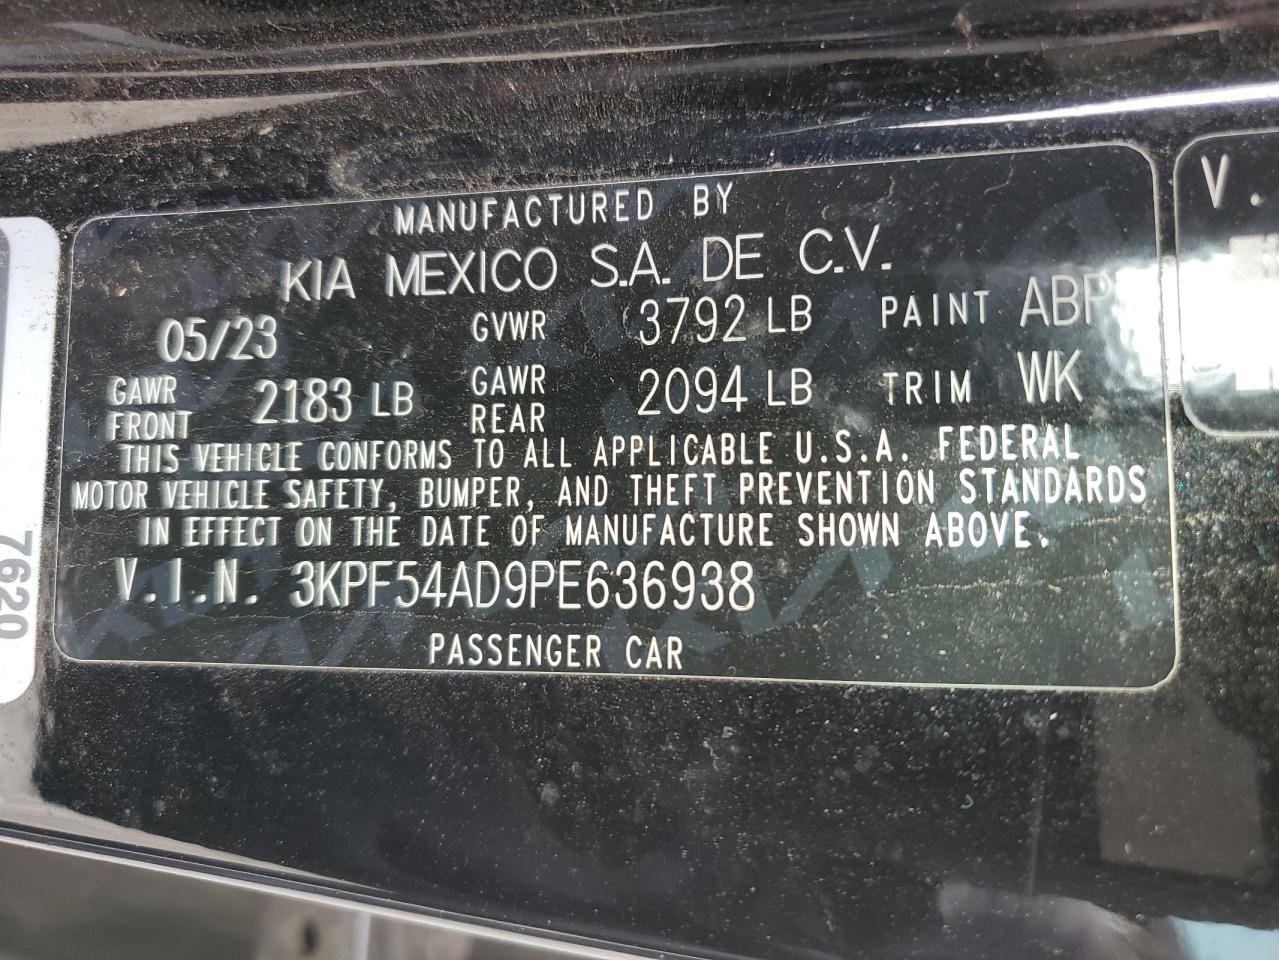 MANUFACTURED BY
KIA MEXICO S.A. DE C.V.
05/23 GVWR 3792 LB PAINT ABP
GAWR FRONT 2183 LB GAWR REAR 2094 LB TRIM WK
THIS VEHICLE CONFORMS TO ALL APPLICABLE U.S.A. FEDERAL
MOTOR VEHICLE SAFETY, BUMPER, AND THEFT PREVENTION STANDARDS
IN EFFECT ON THE DATE OF MANUFACTURE SHOWN ABOVE.
V.I.N. 3KPF54AD9PE636938
PASSENGER CAR
V.
7620